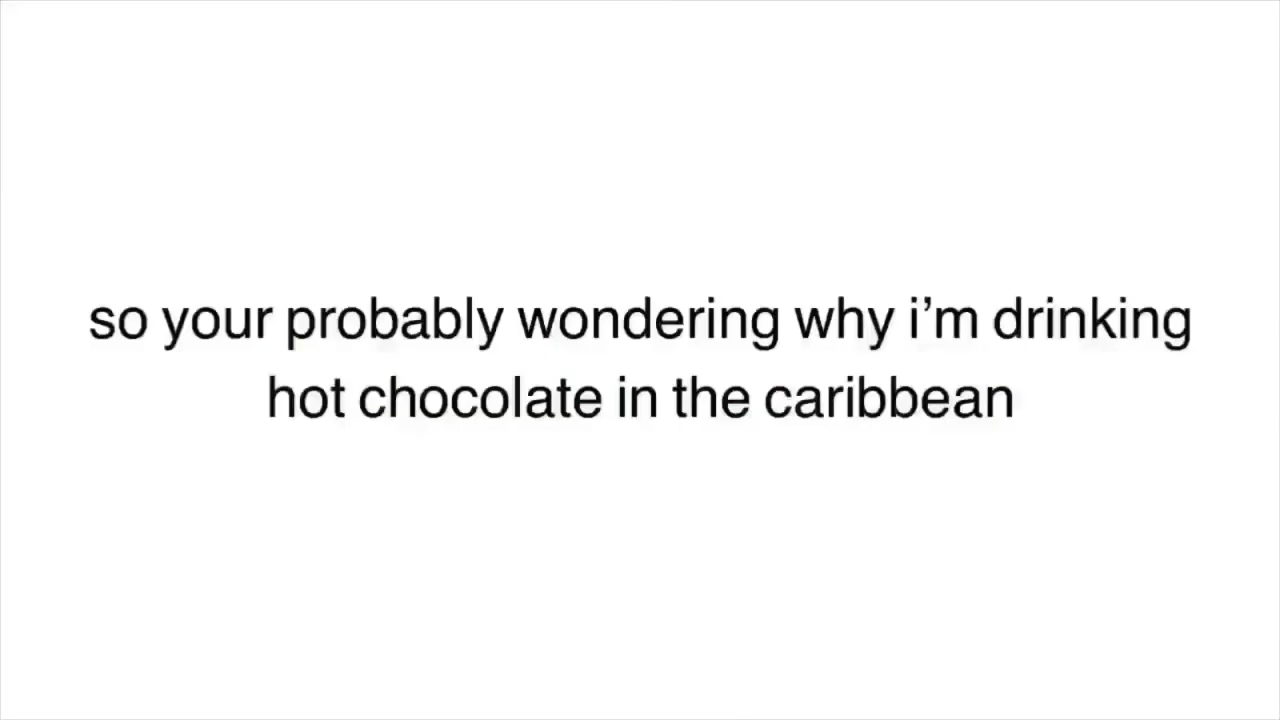 so your probably wondering why i’m drinking
hot chocolate in the caribbean